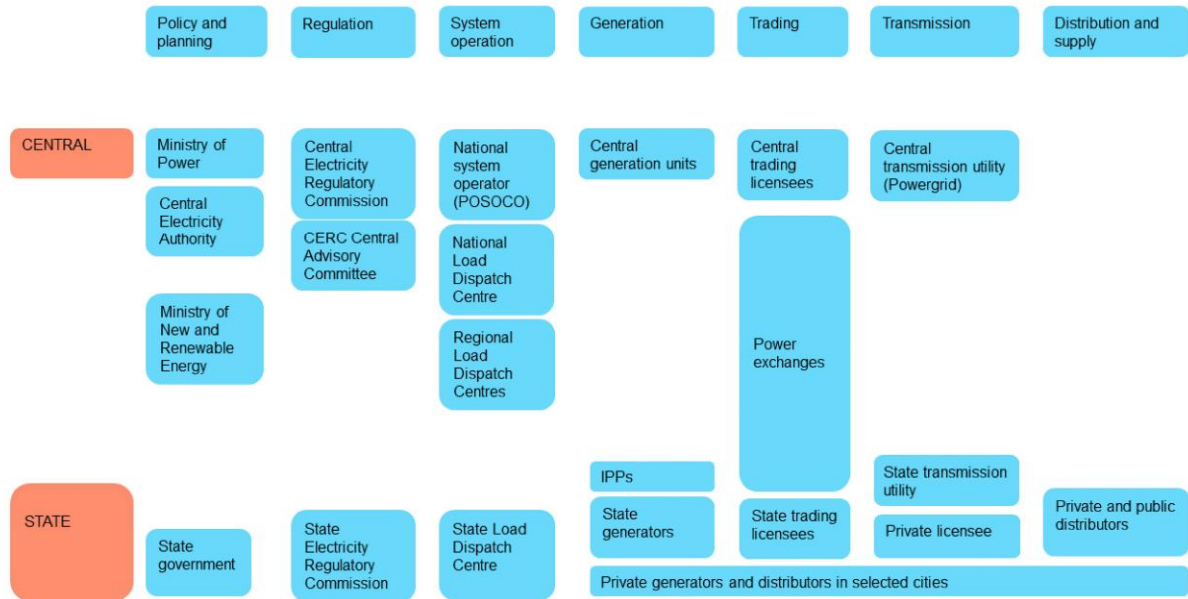 Policy and
planning
Regulation
System
operation
Generation
Trading
Transmission
Distribution and
supply
CENTRAL
Ministry of
Power
Central
Electricity
Authority
Ministry of
New and
Renewable
Energy
Central
Electricity
Regulatory
Commission
CERC Central
Advisory
Committee
National
system
operator
(POSOCO)
National
Load
Dispatch
Centre
Regional
Load
Dispatch
Centres
Central
generation units
Central
trading
licensees
Power
exchanges
Central
transmission utility
(Powergrid)
STATE
State
government
State
Electricity
Regulatory
Commission
State Load
Dispatch
Centre
IPPs
State
generators
State trading
licensees
State transmission
utility
Private licensee
Private and public
distributors
Private generators and distributors in selected cities